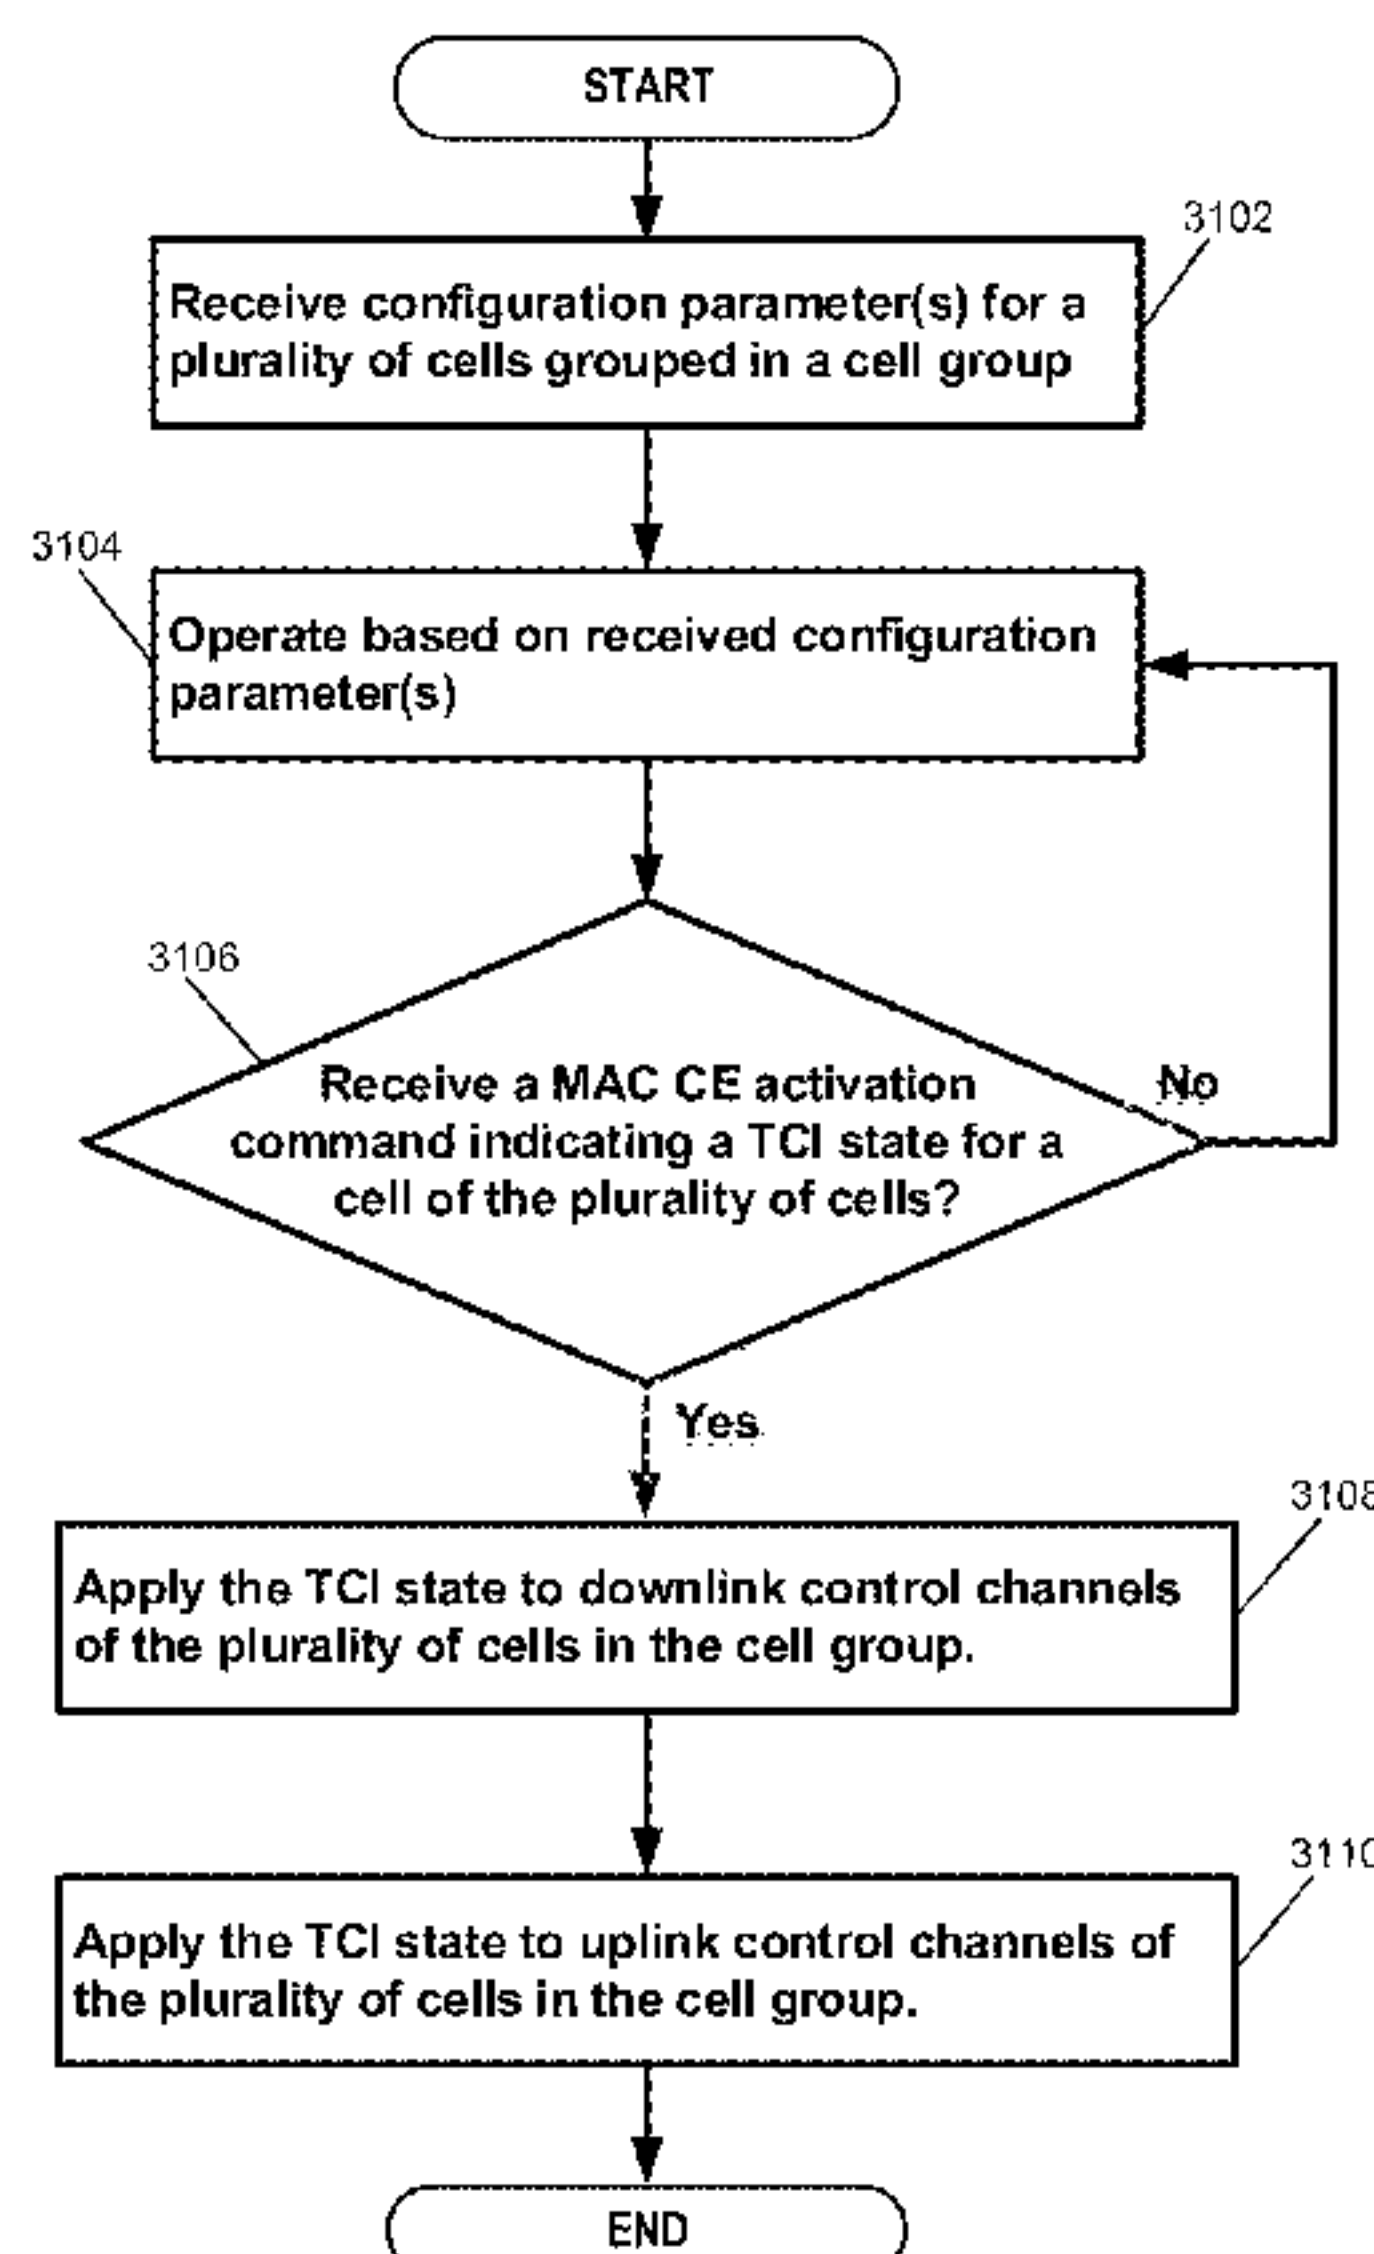 START
3102
Receive configuration parameter(s) for a
plurality of cells grouped in a cell group
3104
Operate based on received configuration
parameter(s)
3106
Receive a MAC CE activation
command indicating a TCI state for a
cell of the plurality of cells?
No
Yes
3108
Apply the TCI state to downlink control channels
of the plurality of cells in the cell group.
3110
Apply the TCI state to uplink control channels of
the plurality of cells in the cell group.
END